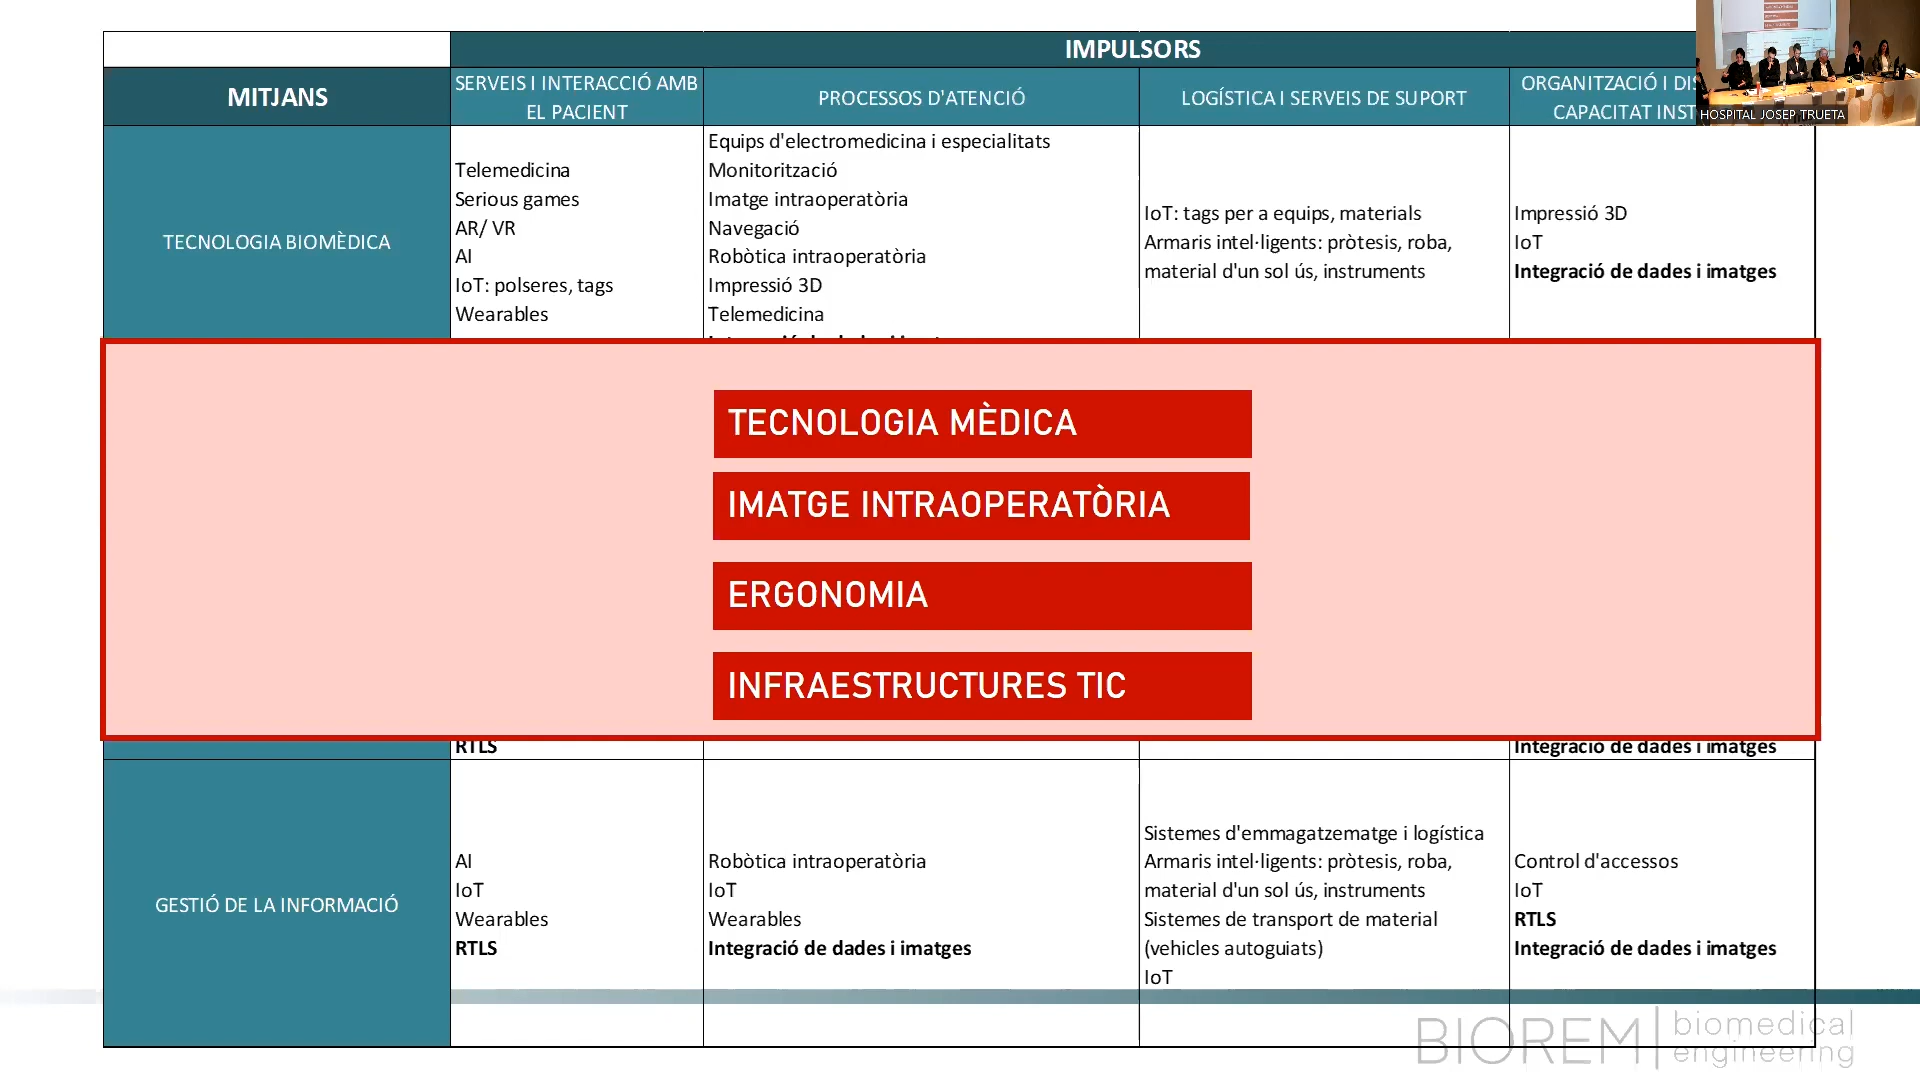 IMPULSORS
MITJANS
SERVEIS I INTERACCIÓ AMB
EL PACIENT
PROCESSOS D'ATENCIÓ
LOGÍSTICA I SERVEIS DE SUPORT
ORGANITZACIÓ I
CAPACITAT
HOSPITAL JOSEP TRUETA
TECNOLOGIA BIOMÈDICA
Telemedicina
Serious games
AR/ VR
AI
IoT: polseres, tags
Wearables
Equips d'electromedicina i especialitats
Monitorització
Imatge intraoperatòria
Navegació
Robòtica intraoperatòria
Impressió 3D
Telemedicina
IoT: tags per a equips, materials
Armaris intel·ligents: pròtesis, roba,
material d'un sol ús, instruments
Impressió 3D
IoT
Integració de dades i imatges
TECNOLOGIA MÈDICA
IMATGE INTRAOPERATÒRIA
ERGONOMIA
INFRAESTRUCTURES TIC
RTLS
Integració de dades i imatges
GESTIÓ DE LA INFORMACIÓ
AI
IoT
Wearables
RTLS
Robòtica intraoperatòria
IoT
Wearables
Integració de dades i imatges
Sistemes d'emmagatzematge i logística
Armaris intel·ligents: pròtesis, roba,
material d'un sol ús, instruments
Sistemes de transport de material
(vehicles autoguiats)
IoT
Control d'accessos
IoT
RTLS
Integració de dades i imatges
BIOREM biomedical
engineering